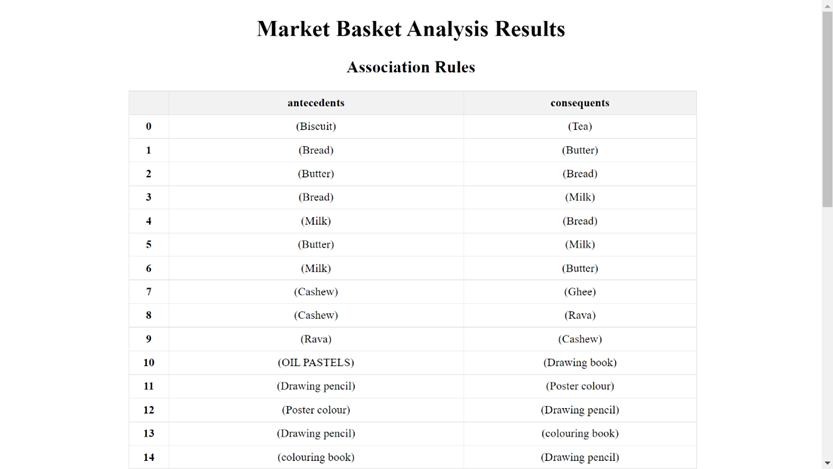 Market Basket Analysis Results
Association Rules
antecedents consequents
0 (Biscuit) (Tea)
1 (Bread) (Butter)
2 (Butter) (Bread)
3 (Bread) (Milk)
4 (Milk) (Bread)
5 (Butter) (Milk)
6 (Milk) (Butter)
7 (Cashew) (Ghee)
8 (Cashew) (Rava)
9 (Rava) (Cashew)
10 (OIL PASTELS) (Drawing book)
11 (Drawing pencil) (Poster colour)
12 (Poster colour) (Drawing pencil)
13 (Drawing pencil) (colouring book)
14 (colouring book) (Drawing pencil)